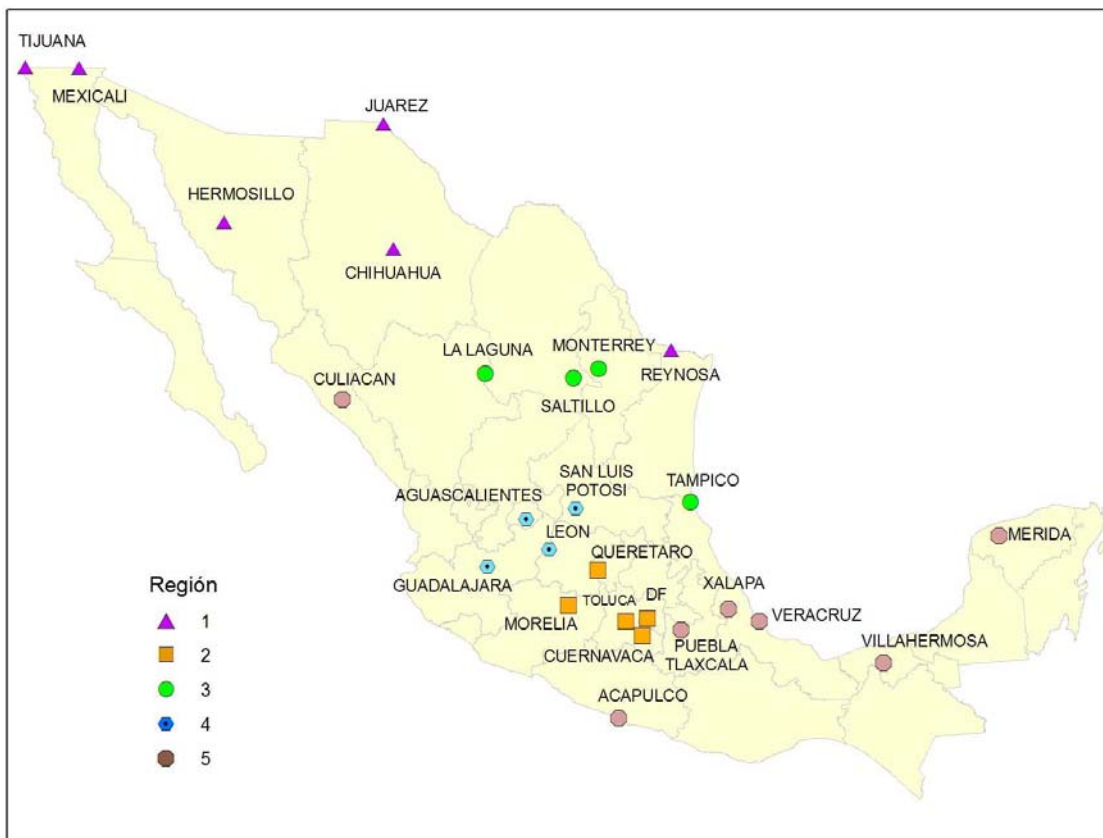 TIJUANA
MEXICALI
JUAREZ
HERMOSILLO
CHIHUAHUA
LA LAGUNA
MONTERREY
CULIACAN
REYNOSA
SALTILLO
SAN LUIS
POTOSI
TAMPICO
AGUASCALIENTES
LEON
MERIDA
QUERETARO
GUADALAJARA
XALAPA
TOLUCA
DF
VERACRUZ
MORELIA
PUEBLA
TLAXCALA
VILLAHERMOSA
CUERNAVACA
ACAPULCO
Región
1
2
3
4
5